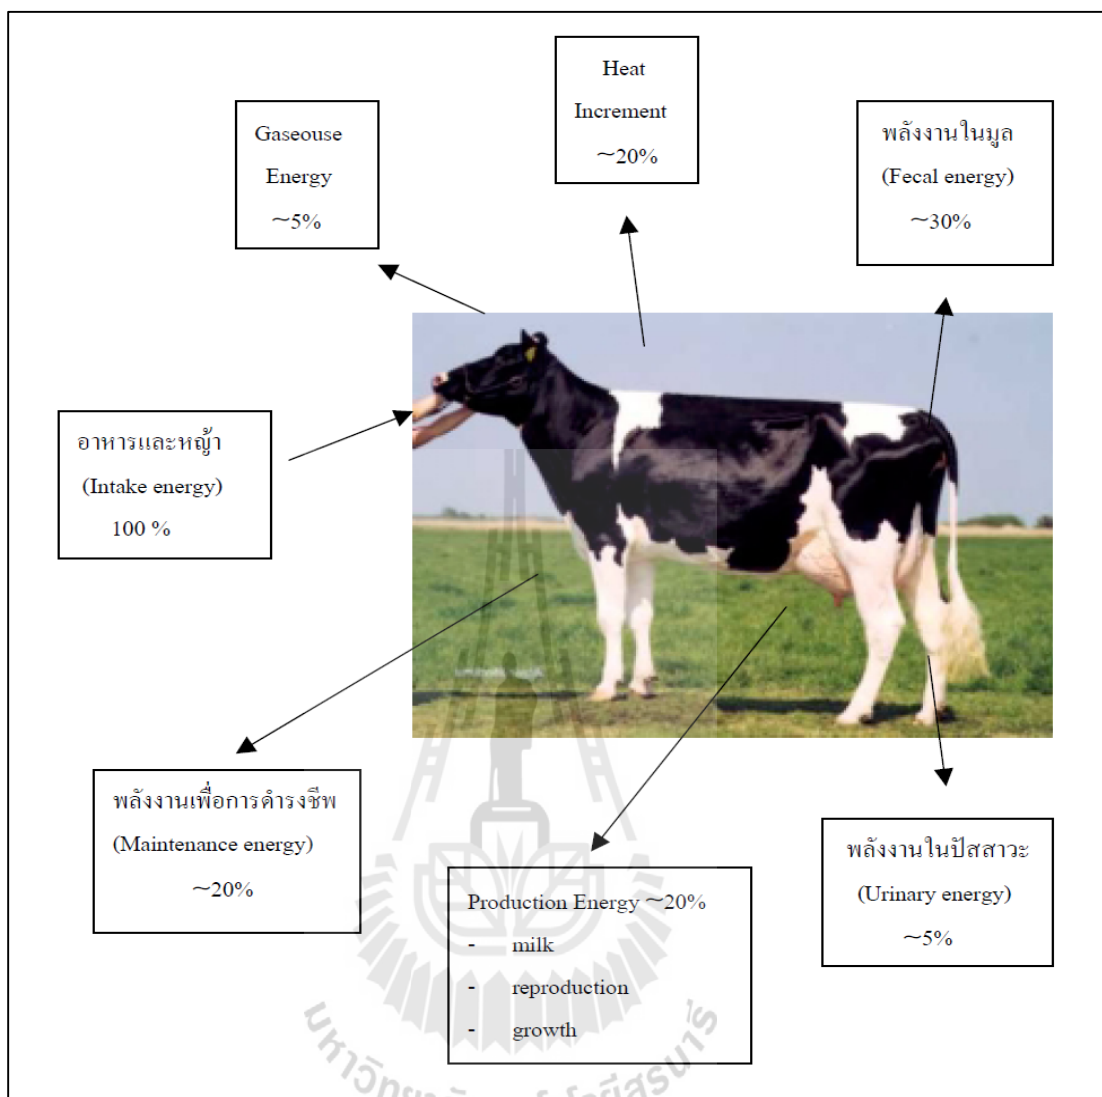 Heat
Increment
~20%
Gaseouse
Energy
~5%
พลังงานในมูล
(Fecal energy)
~30%
อาหารและหญ้า
(Intake energy)
100 %
พลังงานเพื่อการดำรงชีพ
(Maintenance energy)
~20%
Production Energy ~20%
- milk
- reproduction
- growth
พลังงานในปัสสาวะ
(Urinary energy)
~5%